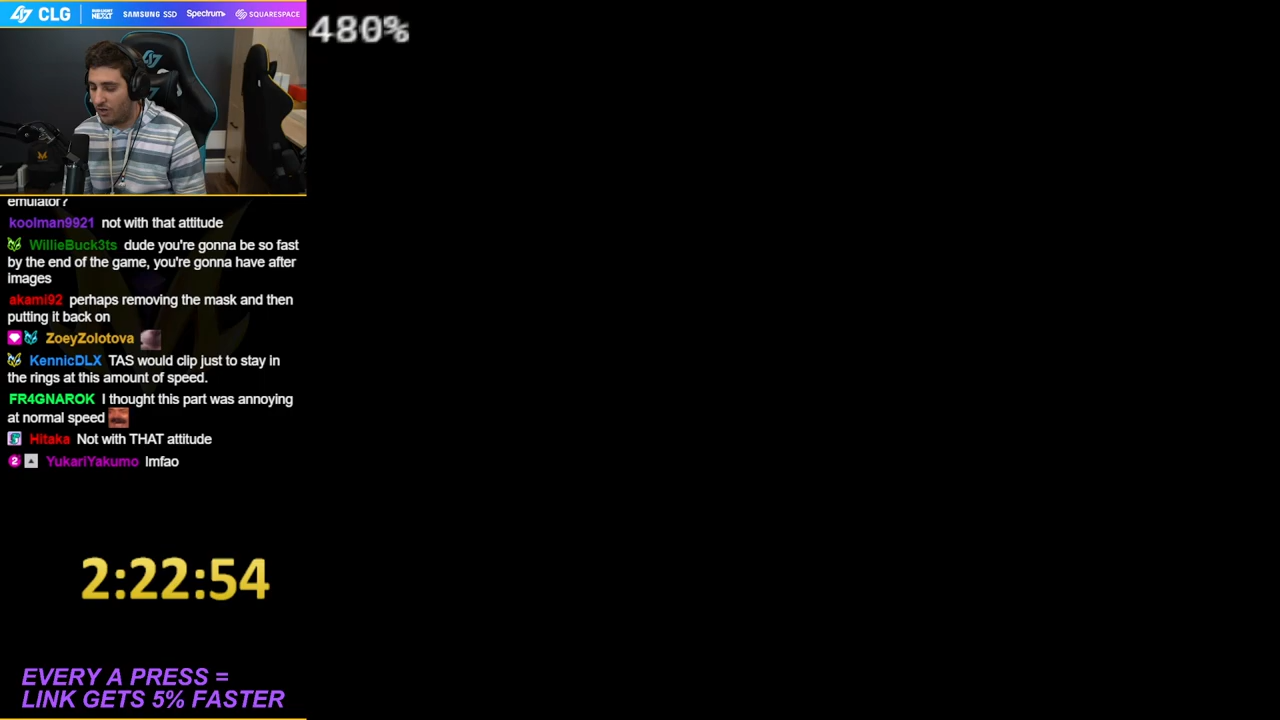 CLG
BUD LIGHT NEXT SAMSUNG SSD Spectrum SQUARESPACE
480%
emulator?
koolman9921 not with that attitude
WillieBuck3ts dude you're gonna be so fast
by the end of the game, you're gonna have after
images
akami92 perhaps removing the mask and then
putting it back on
ZoeyZolotova
KennicDLX TAS would clip just to stay in
the rings at this amount of speed.
FR4GNAROK I thought this part was annoying
at normal speed
Hitaka Not with THAT attitude
2 YukariYakumo lmfao
2:22:54
EVERY A PRESS =
LINK GETS 5% FASTER